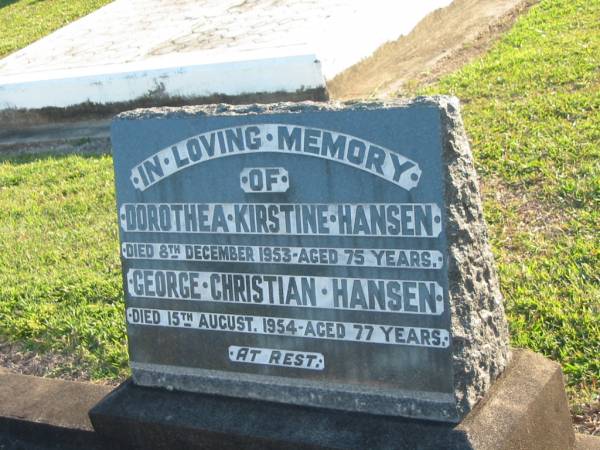 IN·LOVING·MEMORY
·OF·
DOROTHEA·KIRSTINE·HANSEN
DIED 8TH DECEMBER 1953-AGED 75 YEARS.
GEORGE·CHRISTIAN·HANSEN
DIED 15TH AUGUST. 1954-AGED 77 YEARS.
AT REST.